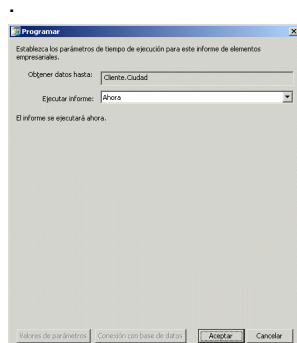 Programar
Establezca los parámetros de tiempo de ejecución para este informe de elementos
empresariales.
Obtener datos hasta: Cliente.Ciudad
Ejecutar informe: Ahora
El informe se ejecutará ahora.
Valores de parámetros Conexión con base de datos Aceptar Cancelar